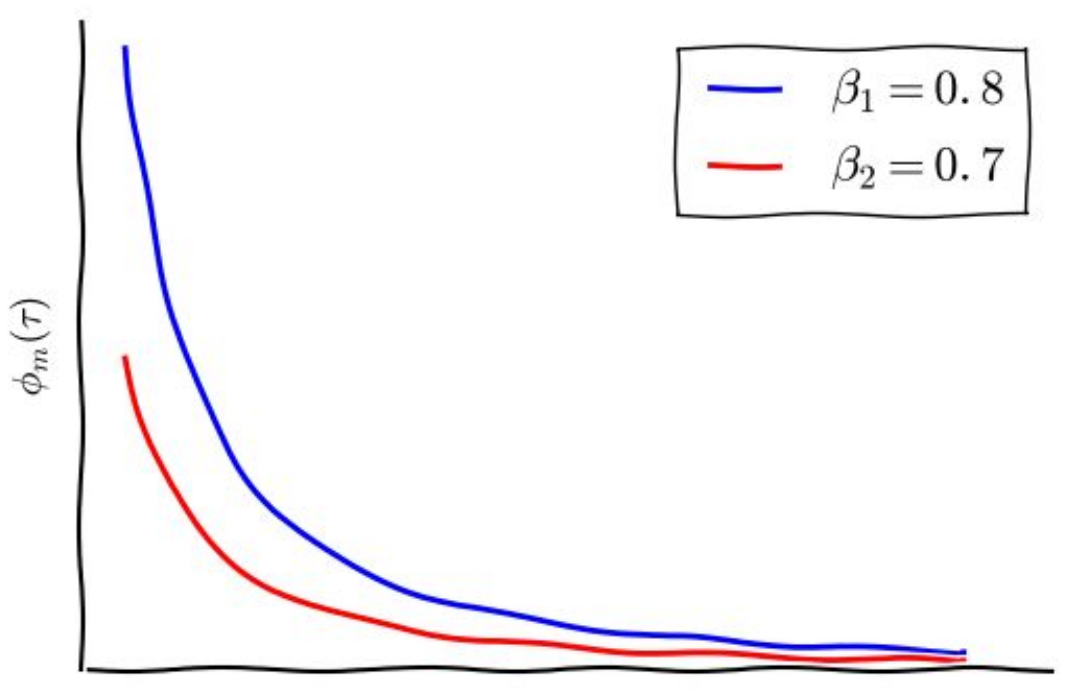 β₁ = 0.8
β₂ = 0.7
ϕₘ(τ)